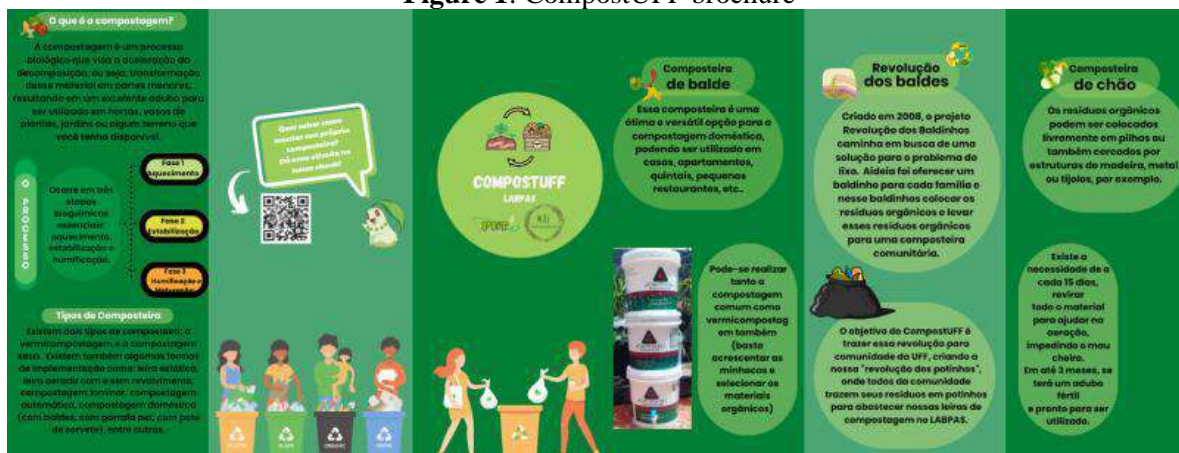 Figure 1: CompostUFF brochure
O que é a compostagem?
A compostagem é um processo
biológico que visa a aceleração da
decomposição, ou seja, transformação
desse material em partes menores,
resultando em um excelente adubo para
ser utilizado em hortas, vasos de
plantas, jardins ou algum terreno que
você tenha disponível.
O PROCESSO
Ocorre em três
etapas
bioquímicas
essenciais:
aquecimento,
estabilização e
humificação.
Fase 1
Aquecimento
Fase 2
Estabilização
Fase 3
Humificação e
Maturação
Tipos de Composteira
Existem dois tipos de composteira: a
vermicompostagem e a compostagem
seca. Existem também algumas formas
de implementação como: leira estática,
leira aerada com e sem revolvimento,
compostagem laminar, compostagem
automática, compostagem doméstica
(com baldes, com garrafa pet, com pote
de sorvete), entre outras.
Quer saber como
montar sua própria
composteira?
Dá uma olhada no
nosso ebook!
COMPOSTUFF
LABPAS
Composteira
de balde
Essa composteira é uma
ótima e versátil opção para a
compostagem doméstica,
podendo ser utilizada em
casas, apartamentos,
quintais, pequenos
restaurantes, etc..
Pode-se realizar
tanto a
compostagem
comum como
vermicompostag
em também
(basta
acrescentar as
minhocas e
selecionar os
materiais
orgânicos)
Revolução
dos baldes
Criado em 2008, o projeto
Revolução dos Baldinhos
caminha em busca de uma
solução para o problema do
lixo. Aideia foi oferecer um
baldinho para cada família e
nesse baldinhos colocar os
resíduos orgânicos e levar
esses resíduos orgânicos
para uma composteira
comunitária.
O objetivo do CompostUFF é
trazer essa revolução para
comunidade da UFF, criando a
nossa "revolução dos potinhos",
onde todos da comunidade
trazem seus resíduos em potinhos
para abastecer nossas leiras de
compostagem no LABPAS.
Composteira
de chão
Os resíduos orgânicos
podem ser colocados
livremente em pilhas ou
também cercados por
estruturas de madeira, metal
ou tijolos, por exemplo.
Existe a
necessidade de a
cada 15 dias,
revirar
todo o material
para ajudar na
aeração,
impedindo o mau
cheiro.
Em até 3 meses, se
terá um adubo
fértil
e pronto para ser
utilizado.